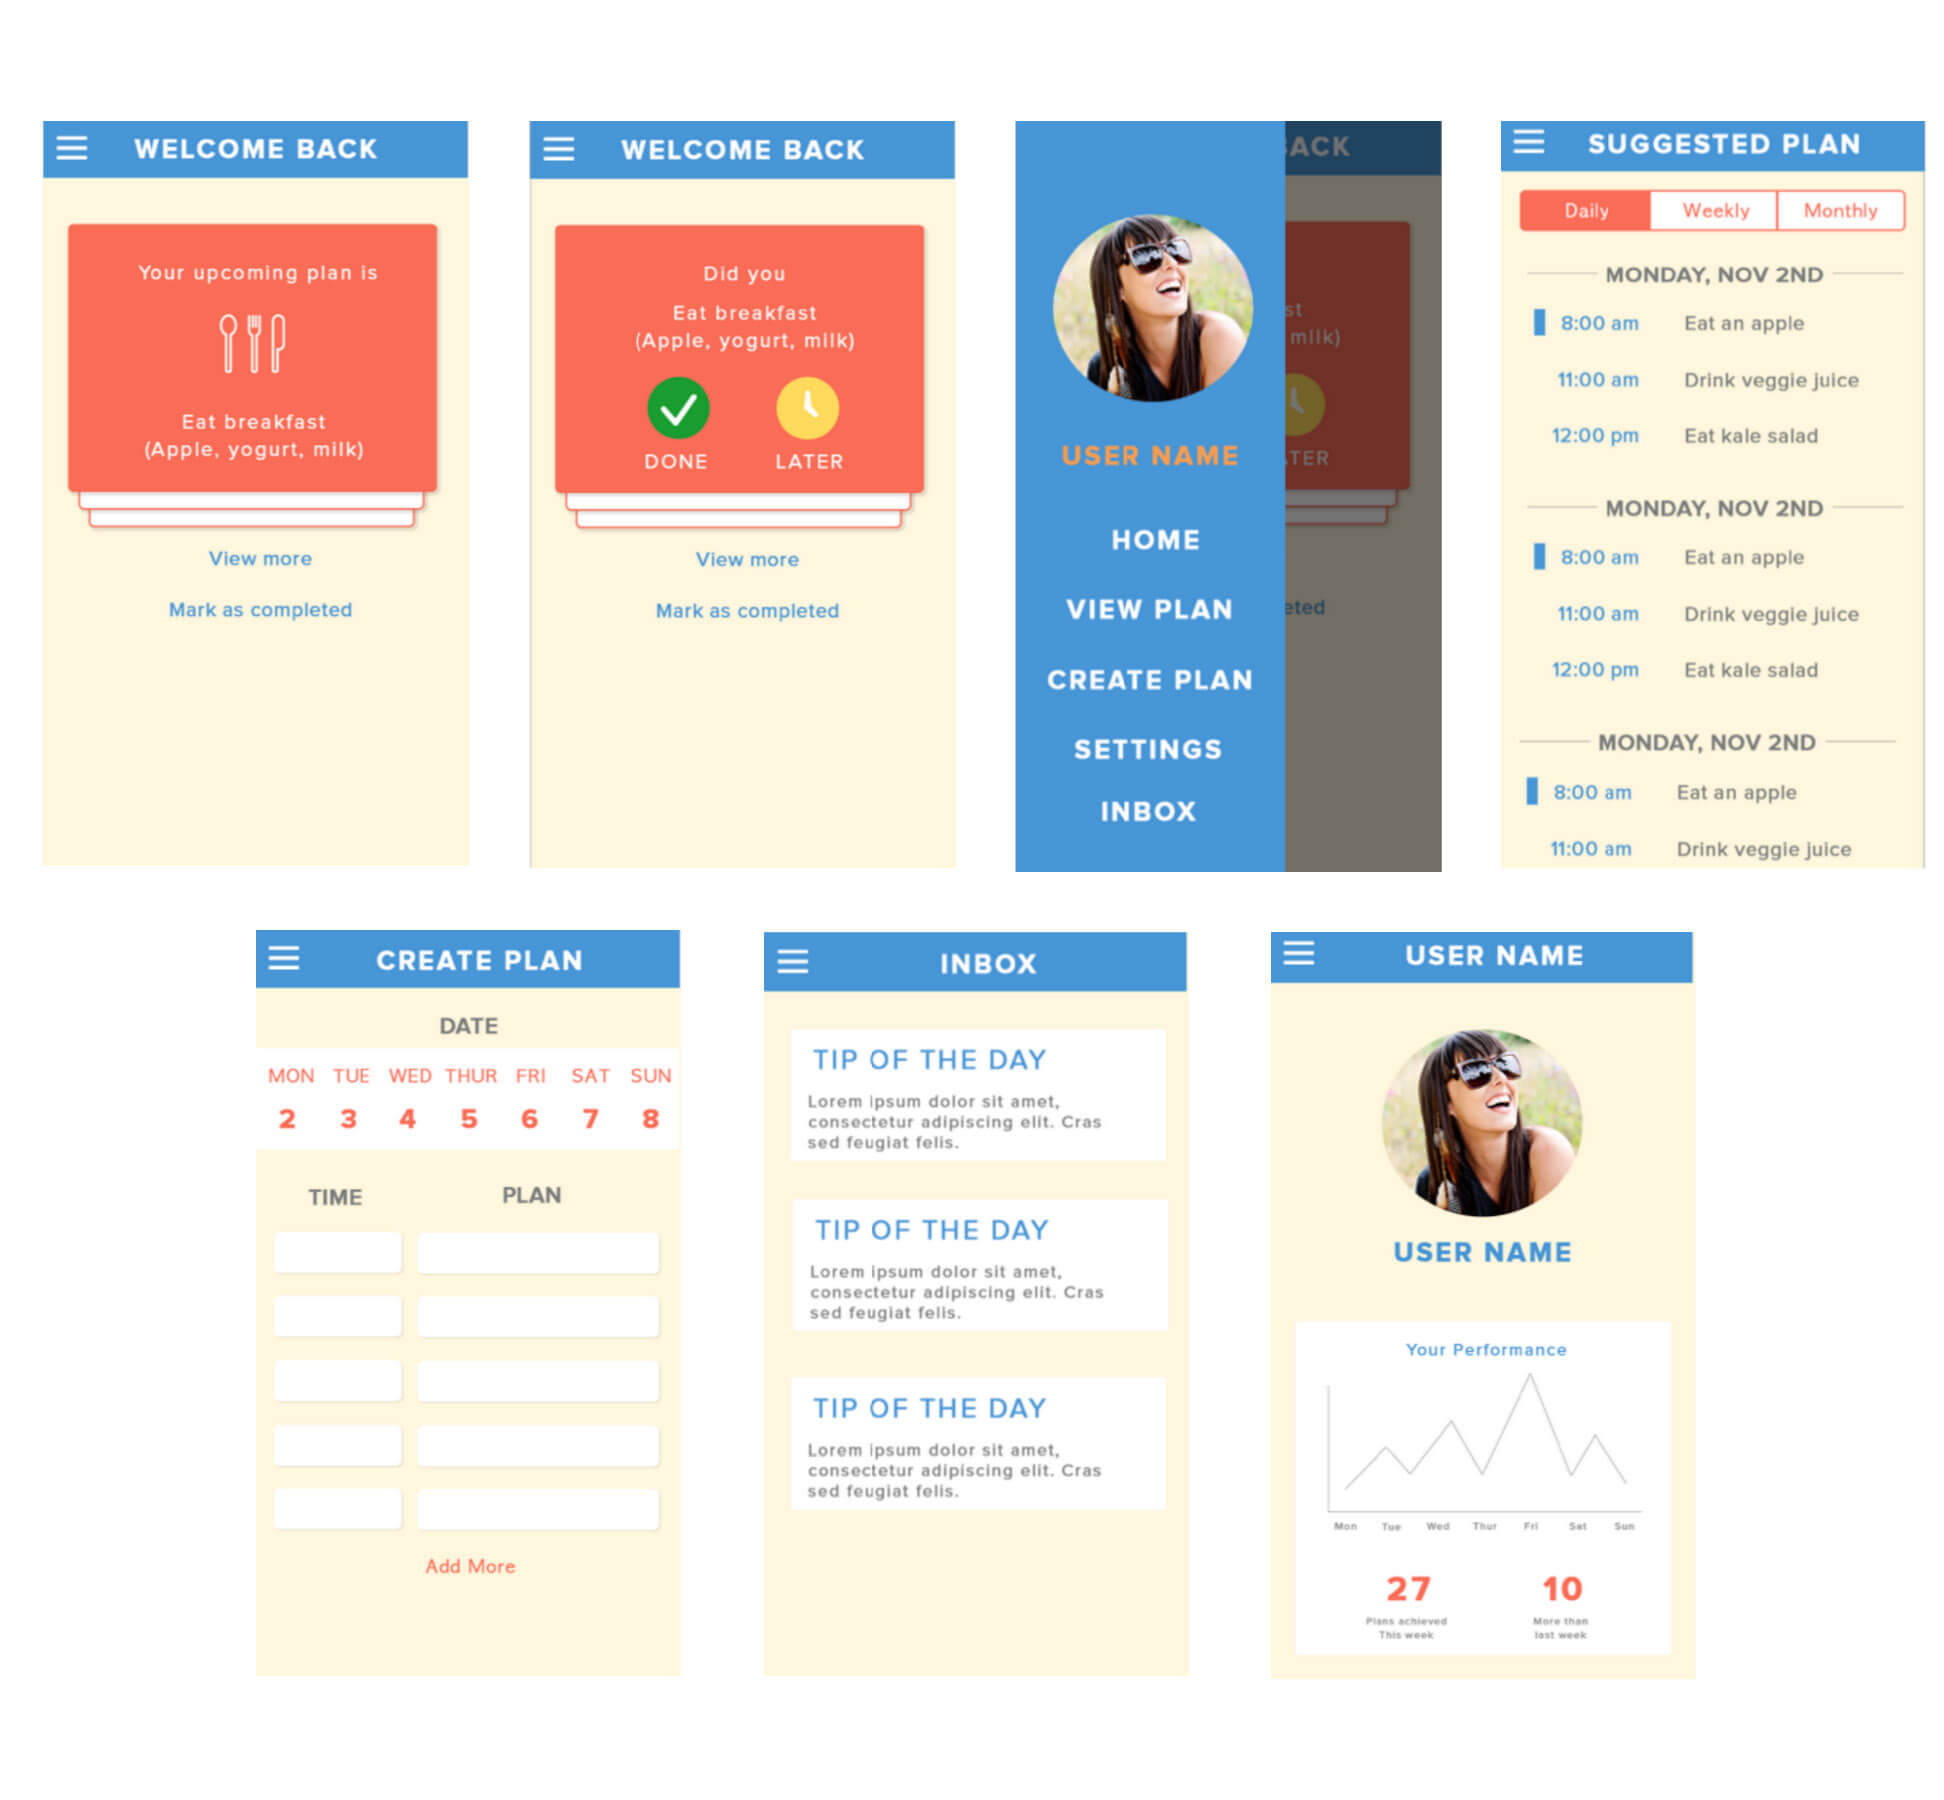 WELCOME BACK
Your upcoming plan is
Eat breakfast
(Apple, yogurt, milk)
View more
Mark as completed
WELCOME BACK
Did you
Eat breakfast
(Apple, yogurt, milk)
DONE LATER
View more
Mark as completed
ACK
st
milk)
TER
eted
USER NAME
HOME
VIEW PLAN
CREATE PLAN
SETTINGS
INBOX
SUGGESTED PLAN
Daily Weekly Monthly
MONDAY, NOV 2ND
8:00 am Eat an apple
11:00 am Drink veggie juice
12:00 pm Eat kale salad
MONDAY, NOV 2ND
8:00 am Eat an apple
11:00 am Drink veggie juice
12:00 pm Eat kale salad
MONDAY, NOV 2ND
8:00 am Eat an apple
11:00 am Drink veggie juice
CREATE PLAN
DATE
MON TUE WED THUR FRI SAT SUN
2 3 4 5 6 7 8
TIME PLAN
Add More
INBOX
TIP OF THE DAY
Lorem ipsum dolor sit amet,
consectetur adipiscing elit. Cras
sed feugiat felis.
TIP OF THE DAY
Lorem ipsum dolor sit amet,
consectetur adipiscing elit. Cras
sed feugiat felis.
TIP OF THE DAY
Lorem ipsum dolor sit amet,
consectetur adipiscing elit. Cras
sed feugiat felis.
USER NAME
USER NAME
Your Performance
Mon Tue Wed Thur Fri Sat Sun
27 10
Plans achieved More than
This week last week